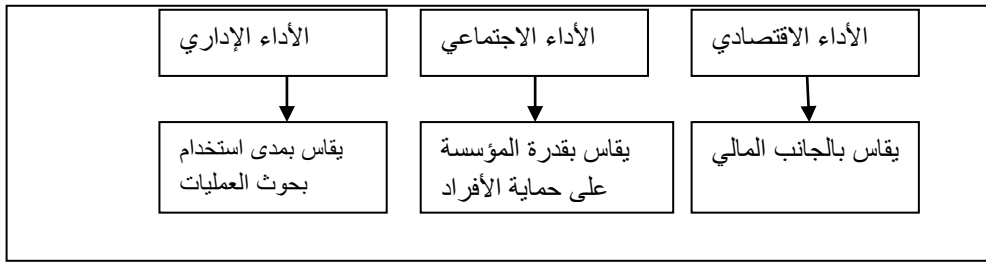 الأداء الاقتصادي
الأداء الاجتماعي
الأداء الإداري
يقاس بالجانب المالي
يقاس بقدرة المؤسسة
على حماية الأفراد
يقاس بمدى استخدام
بحوث العمليات